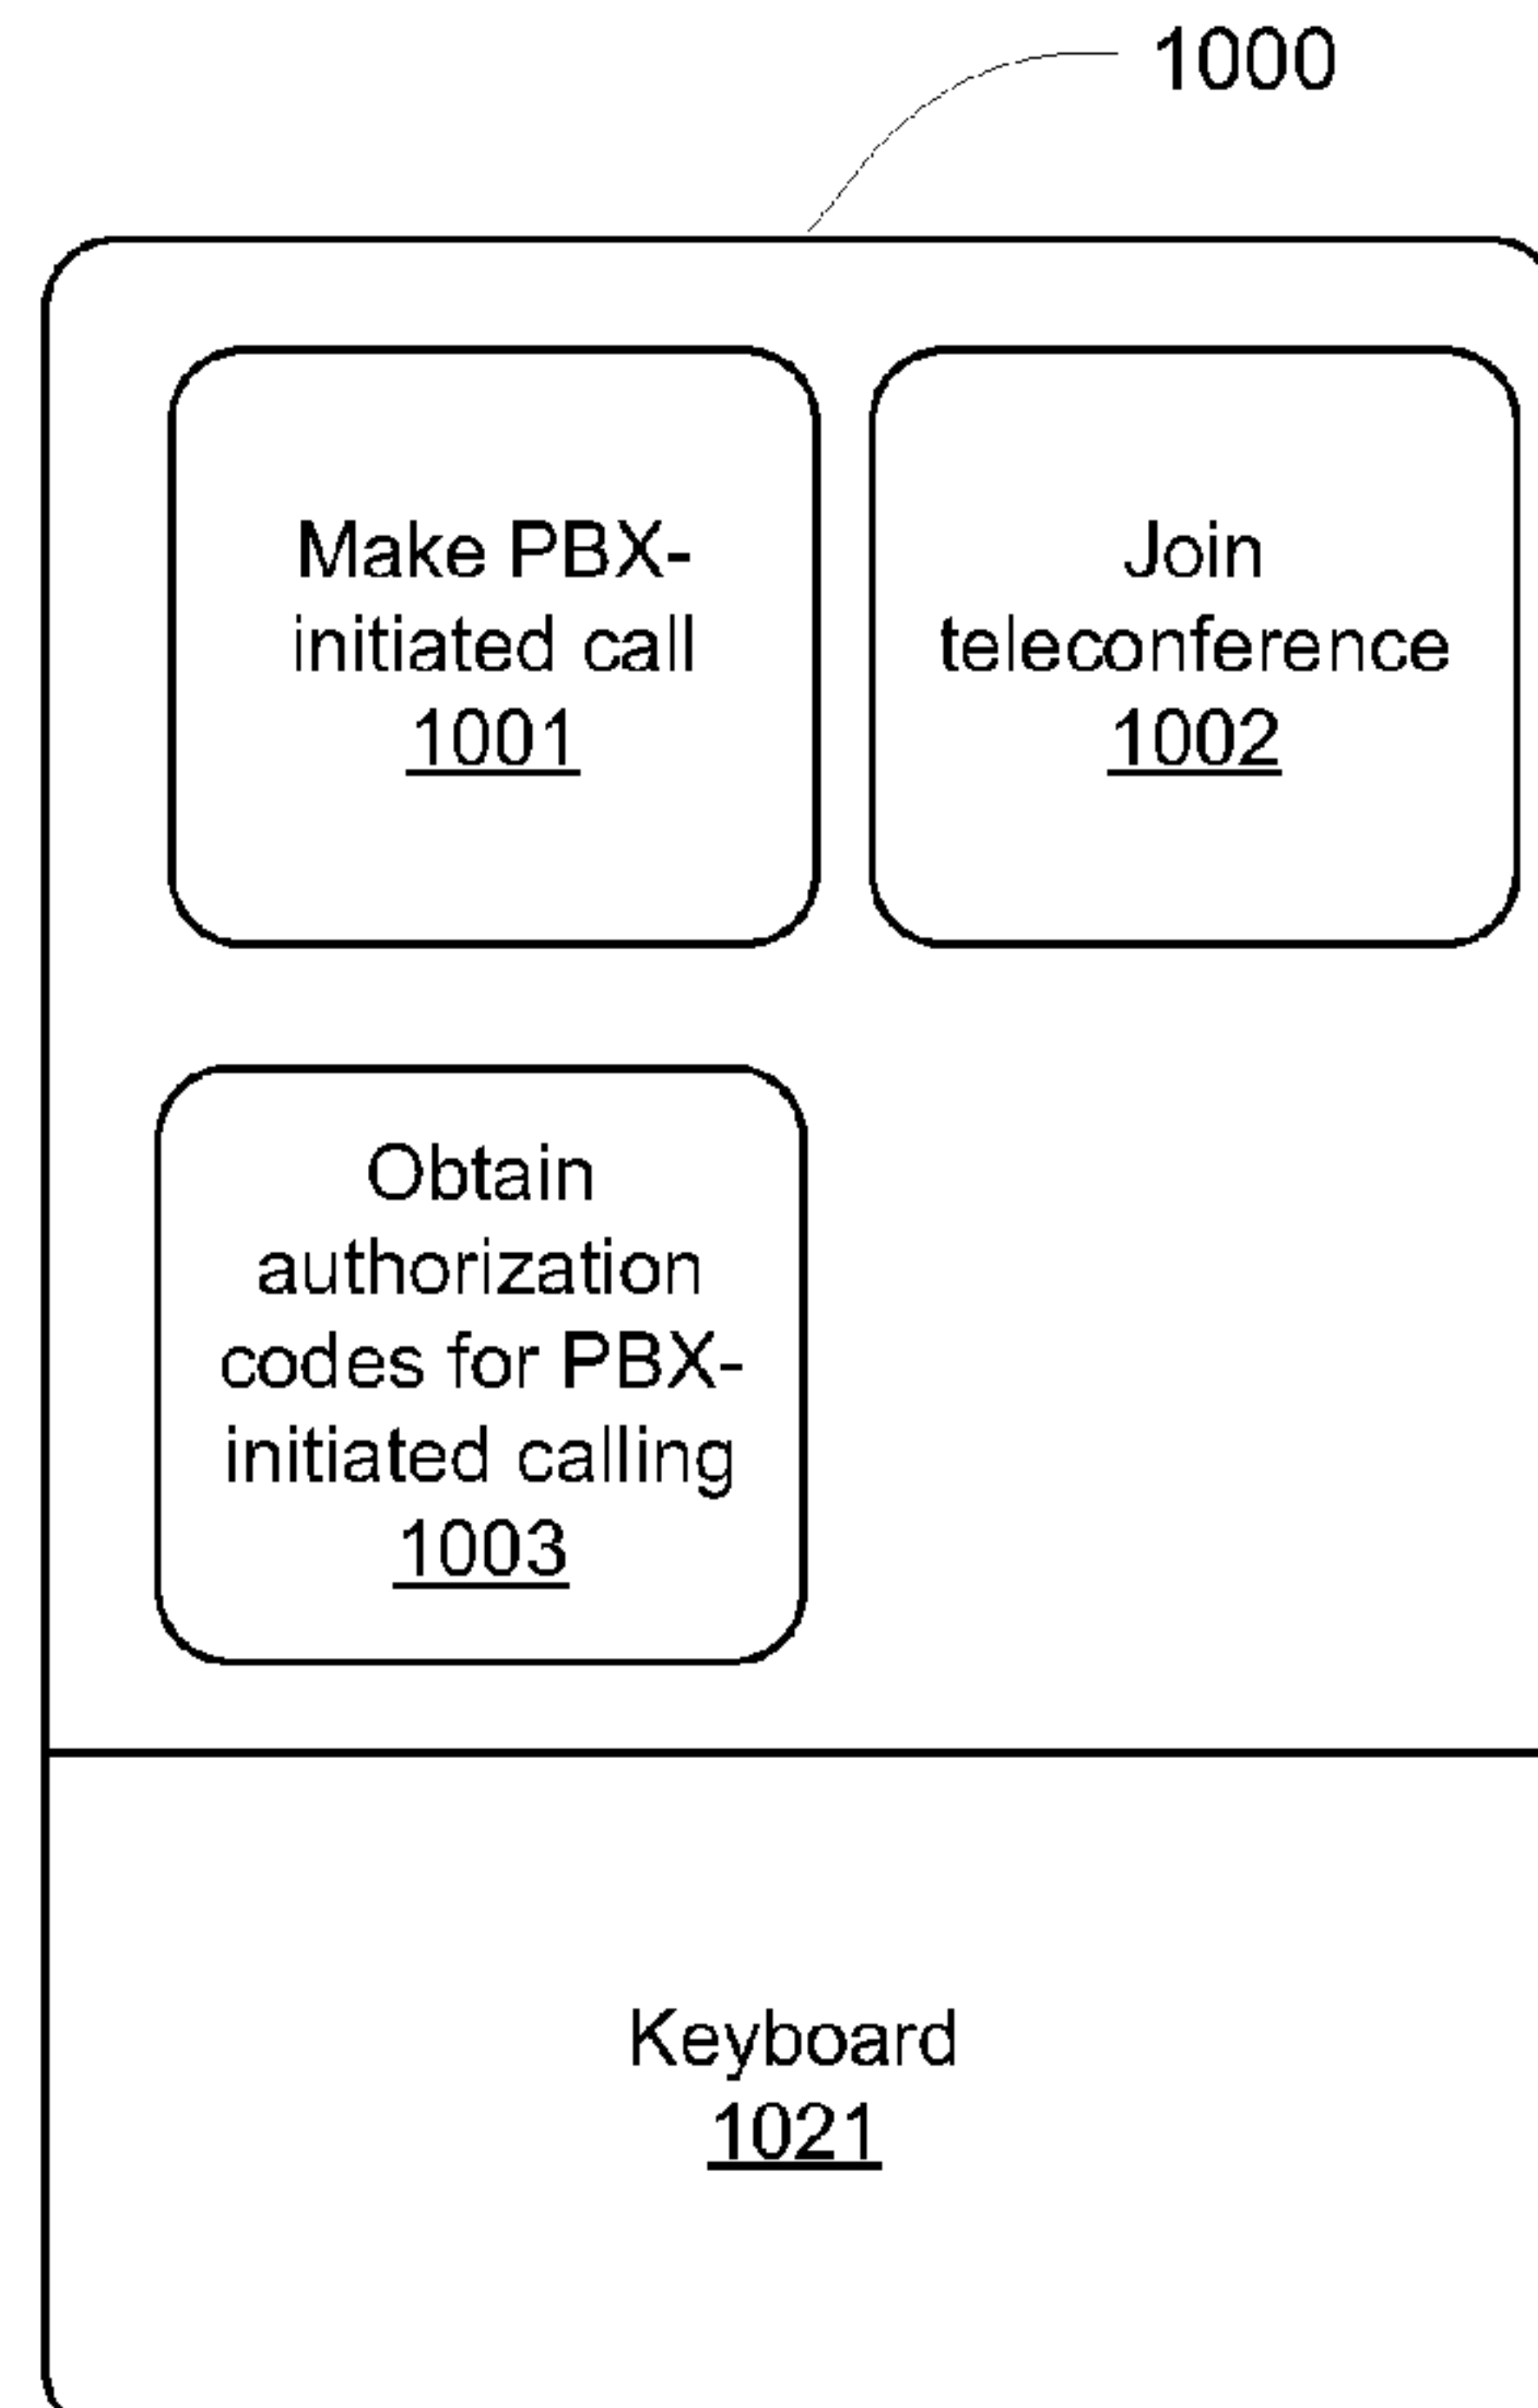 1000
Make PBX-
initiated call
1001
Join
teleconference
1002
Obtain
authorization
codes for PBX-
initiated calling
1003
Keyboard
1021